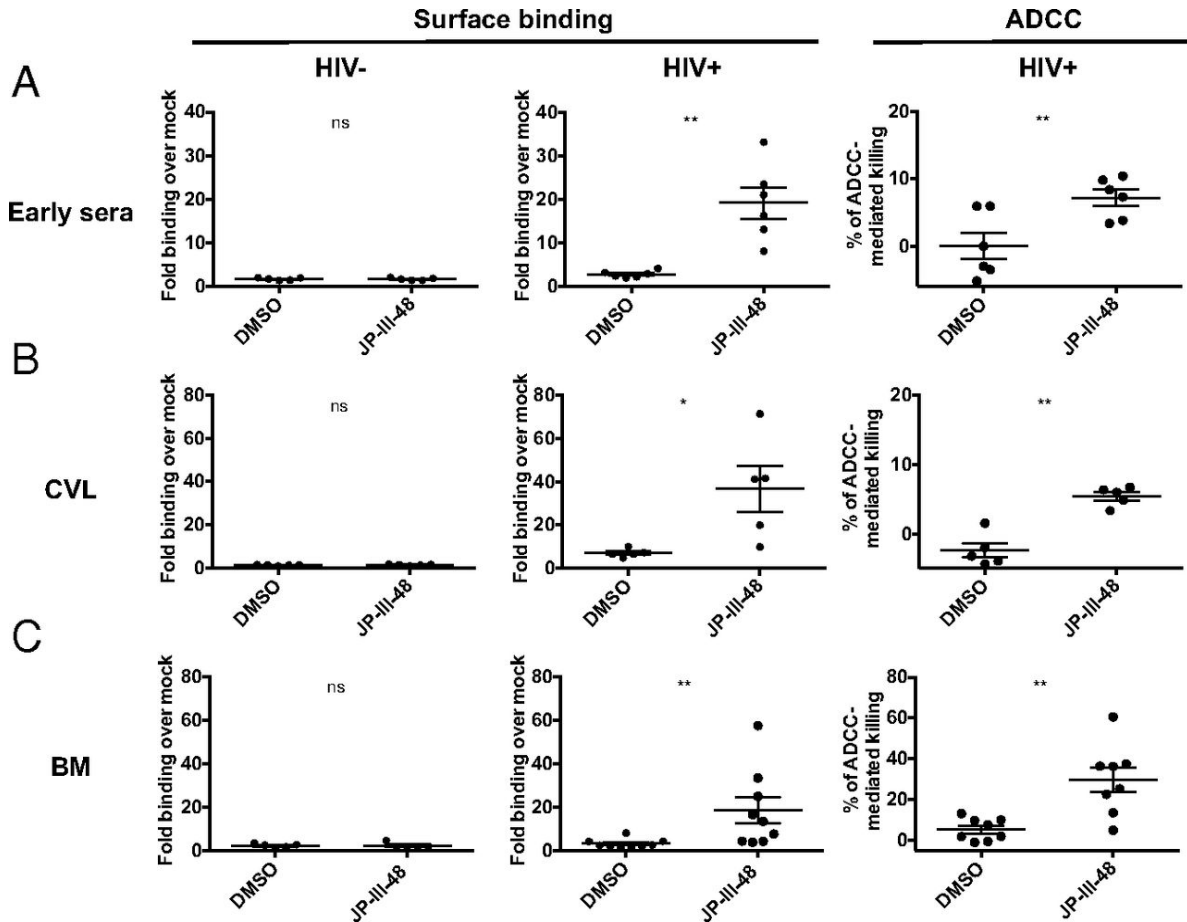 Surface binding ADCC
HIV- HIV+ HIV+
A
Early sera
Fold binding over mock
40
30
20
10
0
ns
DMSO JP-III-48
Fold binding over mock
40
30
20
10
0
**
DMSO JP-III-48
% of ADCC-
mediated killing
20
10
0
**
DMSO JP-III-48
B
CVL
Fold binding over mock
80
60
40
20
0
ns
DMSO JP-III-48
Fold binding over mock
80
60
40
20
0
*
DMSO JP-III-48
% of ADCC-
mediated killing
20
10
0
**
DMSO JP-III-48
C
BM
Fold binding over mock
80
60
40
20
0
ns
DMSO JP-III-48
Fold binding over mock
80
60
40
20
0
**
DMSO JP-III-48
% of ADCC-
mediated killing
80
60
40
20
0
**
DMSO JP-III-48